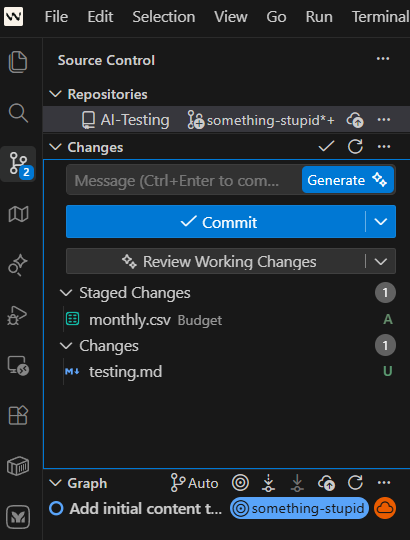 File Edit Selection View Go Run Terminal
Source Control
Repositories
AI-Testing something-stupid*+
Changes
Message (Ctrl+Enter to com... Generate
2
Commit
Review Working Changes
Staged Changes 1
monthly.csv Budget A
Changes 1
testing.md U
Graph Auto
Add initial content t... something-stupid